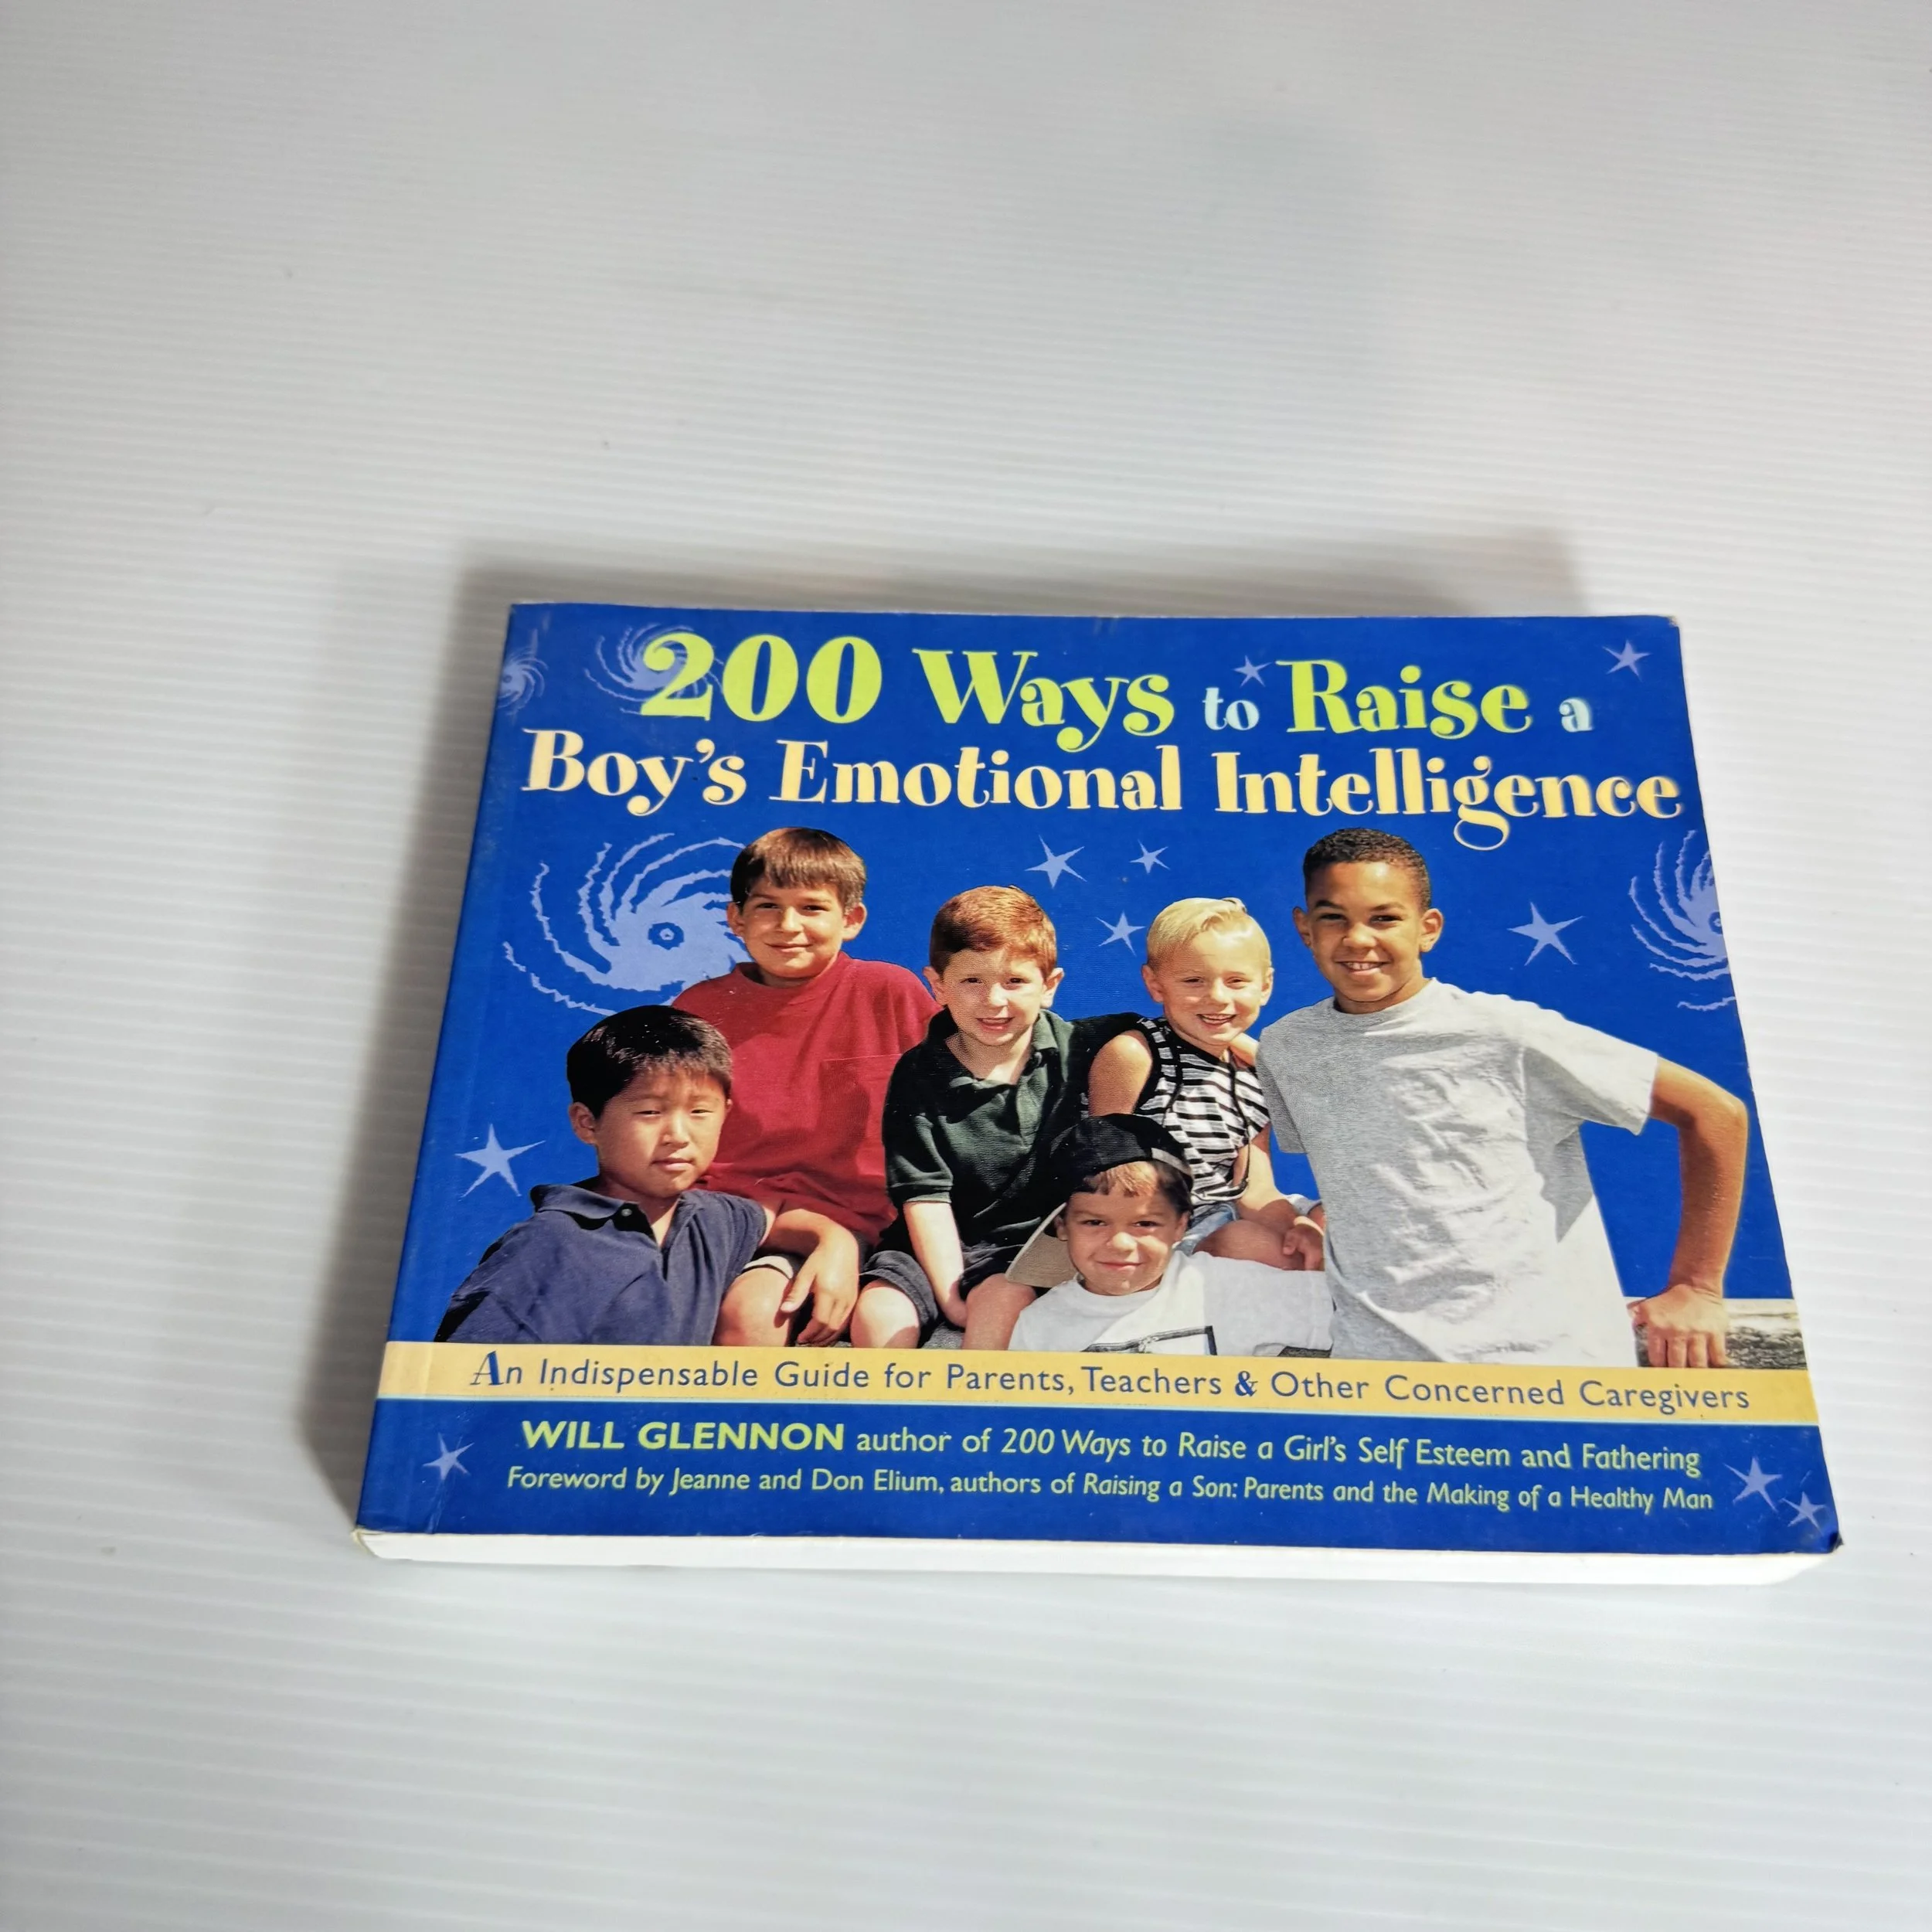 200 Ways to Raise a
Boy's Emotional Intelligence
An Indispensable Guide for Parents, Teachers & Other Concerned Caregivers
WILL GLENNON author of 200 Ways to Raise a Girl's Self Esteem and Fathering
Foreword by Jeanne and Don Elium, authors of Raising a Son: Parents and the Making of a Healthy Man